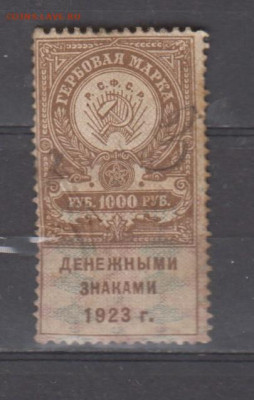 ГЕРБОВАЯ МАРКА
Р.С.Ф.С.Р.
РУБ. 1000 РУБ.
ДЕНЕЖНЫМИ
ЗНАКАМИ
1923 г.